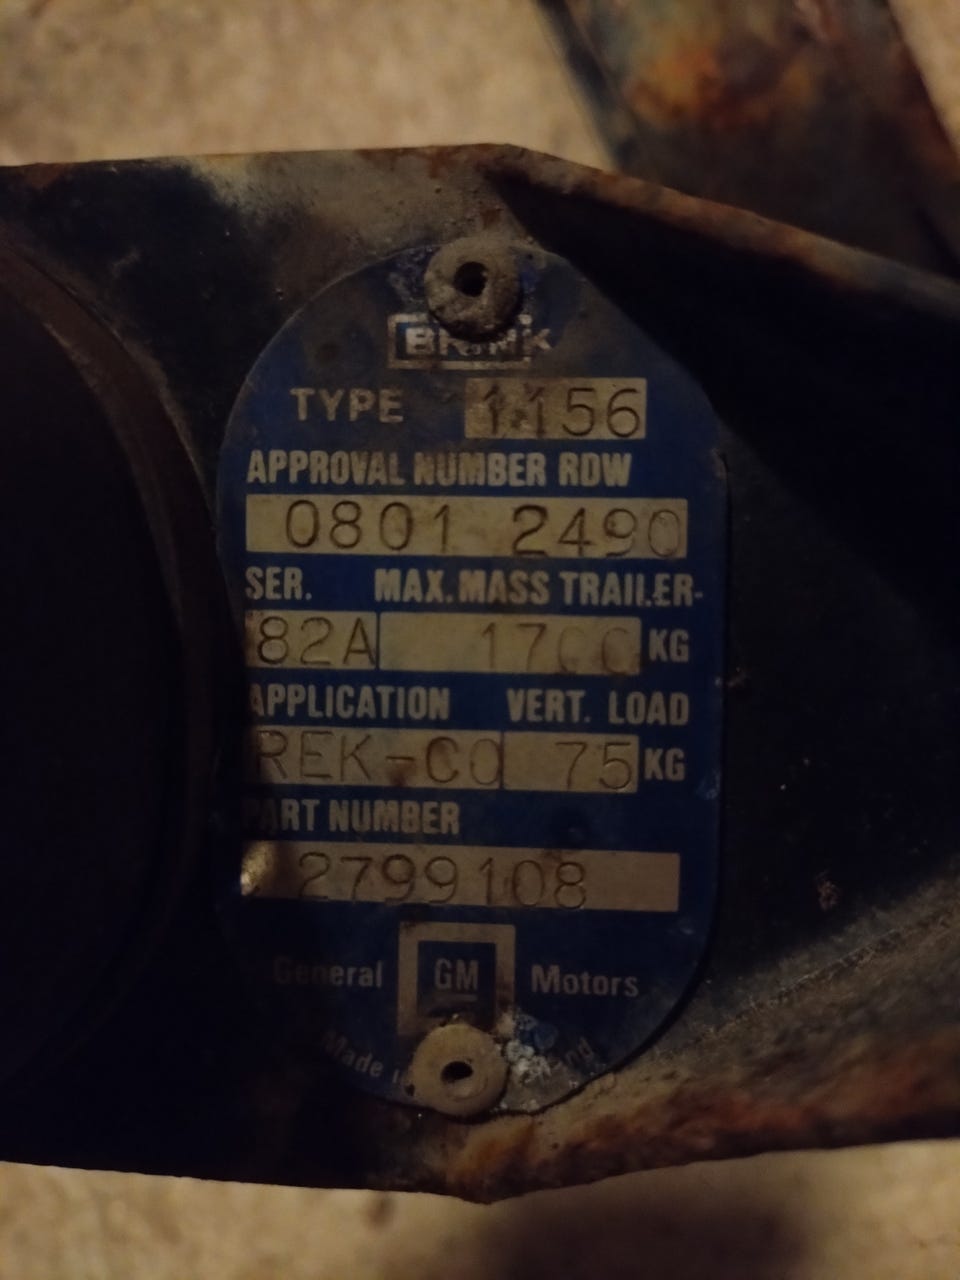 BRINK
TYPE 1156
APPROVAL NUMBER RDW
0801 2490
SER. MAX. MASS TRAILER-
82A 1700 KG
APPLICATION VERT. LOAD
REK-CO 75 KG
PART NUMBER
2799108
General GM Motors
Made